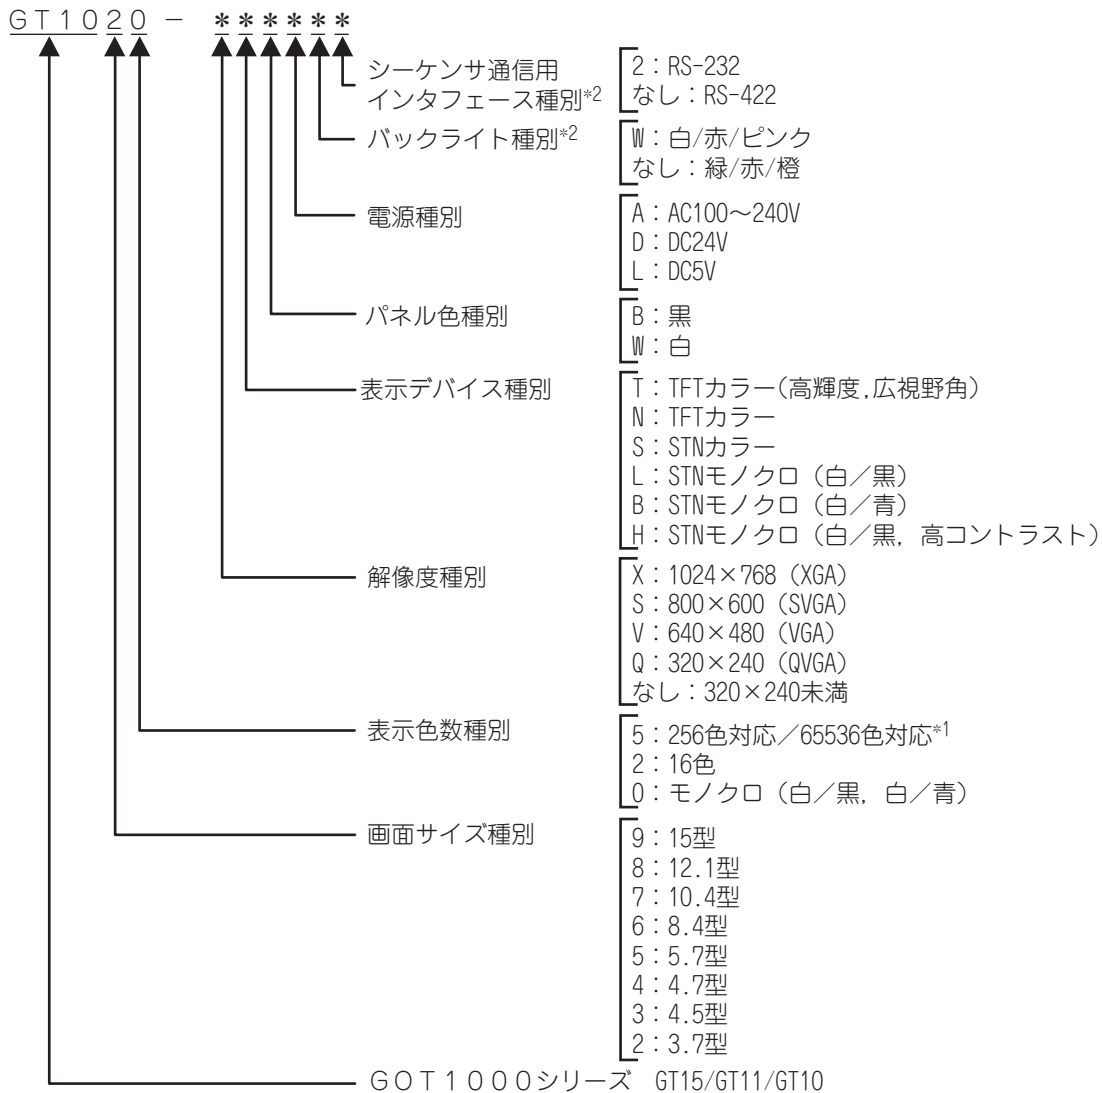 GT1020－ ******
シーケンサ通信用
インタフェース種別*2
2：RS-232
なし：RS-422
バックライト種別*2
W：白/赤/ピンク
なし：緑/赤/橙
電源種別
A：AC100～240V
D：DC24V
L：DC5V
パネル色種別
B：黒
W：白
表示デバイス種別
T：TFTカラー(高輝度,広視野角)
N：TFTカラー
S：STNカラー
L：STNモノクロ（白／黒）
B：STNモノクロ（白／青）
H：STNモノクロ（白／黒，高コントラスト）
解像度種別
X：1024×768（XGA）
S：800×600（SVGA）
V：640×480（VGA）
Q：320×240（QVGA）
なし：320×240未満
表示色数種別
5：256色対応／65536色対応*1
2：16色
0：モノクロ（白／黒，白／青）
画面サイズ種別
9：15型
8：12.1型
7：10.4型
6：8.4型
5：5.7型
4：4.7型
3：4.5型
2：3.7型
ＧＯＴ１０００シリーズ GT15/GT11/GT10